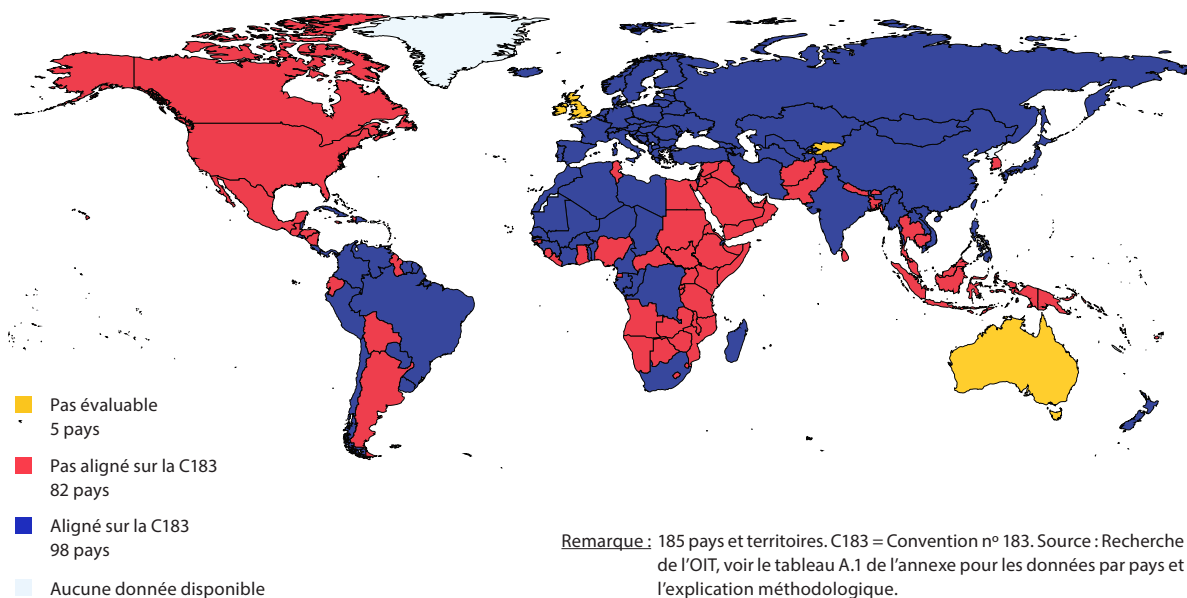 Pas évaluable
5 pays
Pas aligné sur la C183
82 pays
Aligné sur la C183
98 pays
Aucune donnée disponible
Remarque : 185 pays et territoires. C183 = Convention nº 183. Source : Recherche
de l’OIT, voir le tableau A.1 de l’annexe pour les données par pays et
l’explication méthodologique.